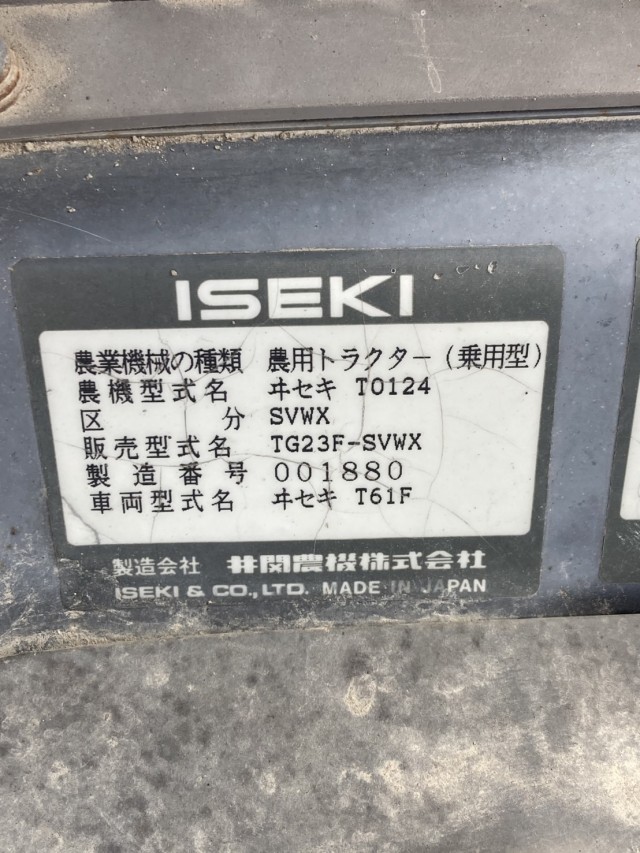 ISEKI
農業機械の種類 農用トラクター(乗用型)
農機型式名 ヰセキ T0124
区分 SVWX
販売型式名 TG23F-SVWX
製造番号 001880
車両型式名 ヰセキ T61F
製造会社 井関農機株式会社
ISEKI & CO., LTD. MADE IN JAPAN